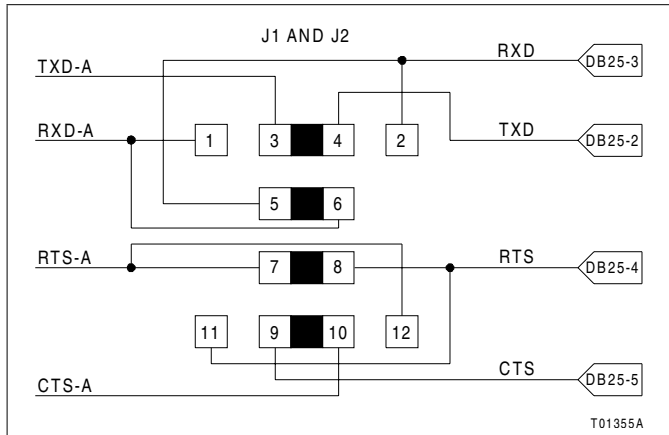 J1 AND J2
TXD-A
RXD
DB25-3
RXD-A
1
3
4
2
TXD
DB25-2
5
6
RTS-A
7
8
RTS
DB25-4
11
9
10
12
CTS-A
CTS
DB25-5
T01355A